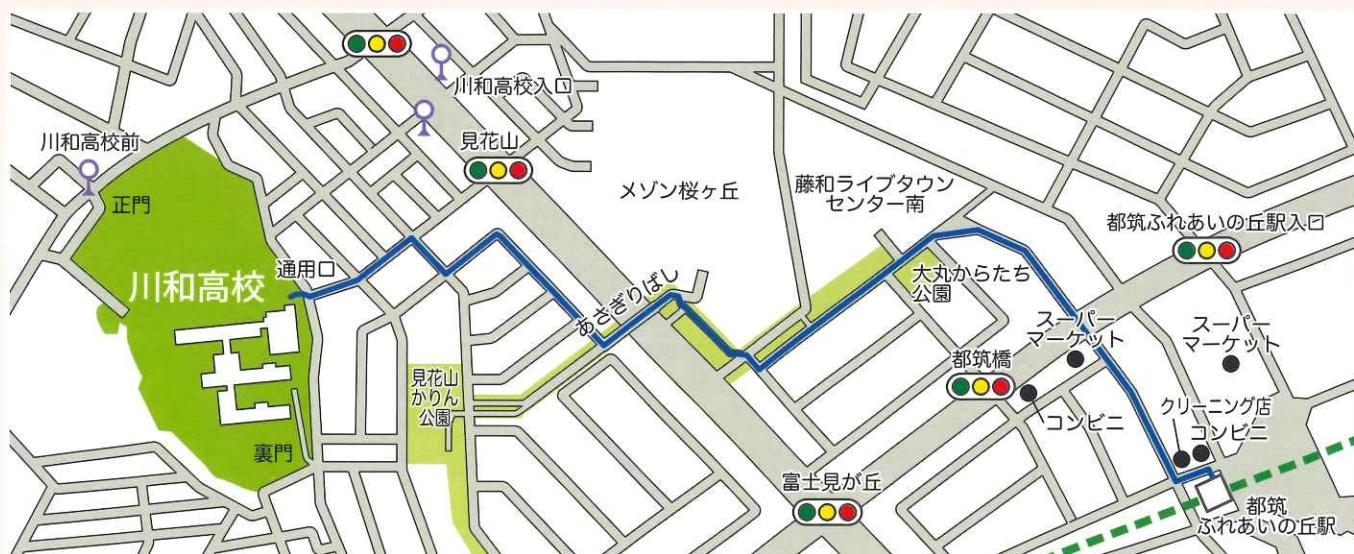 川和高校入口
川和高校前
見花山
正門
メゾン桜ヶ丘
藤和ライブタウン
センター南
都筑ふれあいの丘駅入口
通用口
川和高校
あさぎりばし
大丸からたち
公園
スーパー
マーケット
スーパー
マーケット
都筑橋
見花山
かりん
公園
コンビニ
クリーニング店
コンビニ
裏門
富士見が丘
都筑
ふれあいの丘駅